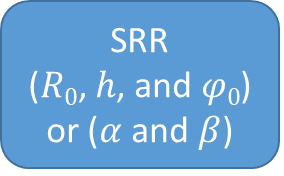 SRR
(R₀, h, and φ₀)
or (α and β)